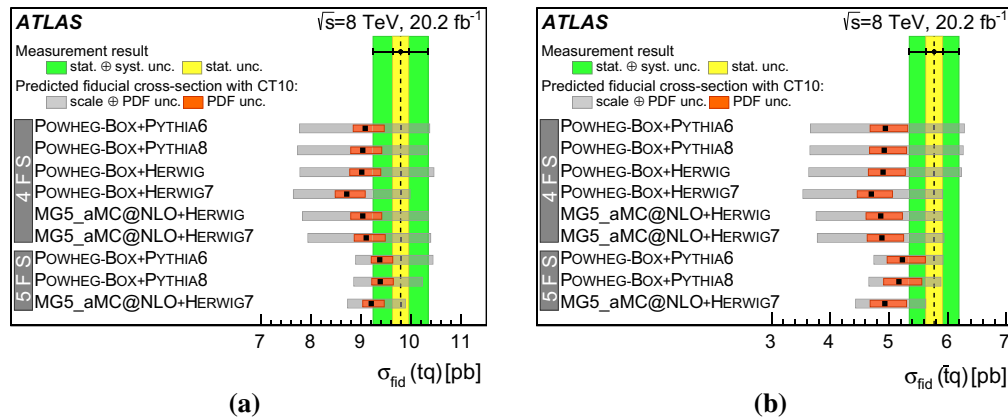 ATLAS √s=8 TeV, 20.2 fb⁻¹
Measurement result
stat. ⊕ syst. unc. stat. unc.
Predicted fiducial cross-section with CT10:
scale ⊕ PDF unc. PDF unc.
4FS
POWHEG-BOX+PYTHIA6
POWHEG-BOX+PYTHIA8
POWHEG-BOX+HERWIG
POWHEG-BOX+HERWIG7
MG5_aMC@NLO+HERWIG
MG5_aMC@NLO+HERWIG7
5FS
POWHEG-BOX+PYTHIA6
POWHEG-BOX+PYTHIA8
MG5_aMC@NLO+HERWIG7
7 8 9 10 11
σfid (tq) [pb]
(a)
ATLAS √s=8 TeV, 20.2 fb⁻¹
Measurement result
stat. ⊕ syst. unc. stat. unc.
Predicted fiducial cross-section with CT10:
scale ⊕ PDF unc. PDF unc.
4FS
POWHEG-BOX+PYTHIA6
POWHEG-BOX+PYTHIA8
POWHEG-BOX+HERWIG
POWHEG-BOX+HERWIG7
MG5_aMC@NLO+HERWIG
MG5_aMC@NLO+HERWIG7
5FS
POWHEG-BOX+PYTHIA6
POWHEG-BOX+PYTHIA8
MG5_aMC@NLO+HERWIG7
3 4 5 6 7
σfid (t̄q) [pb]
(b)